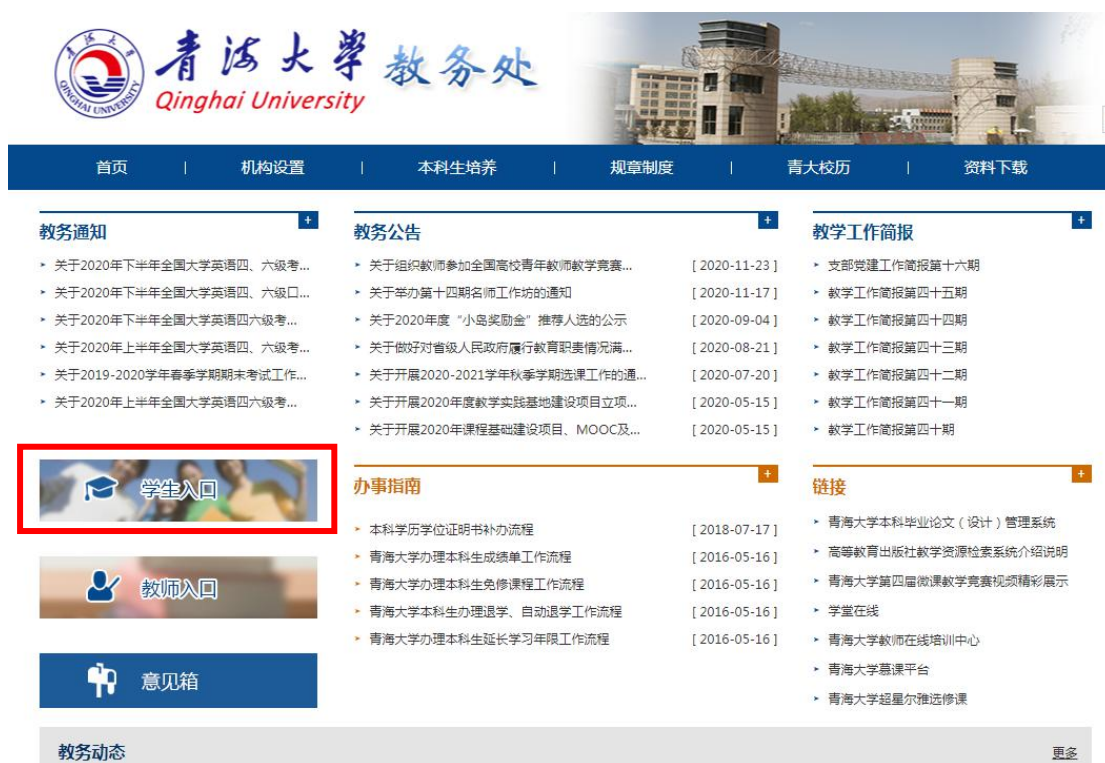 青海大學 教务处
Qinghai University
QINGHAI UNIVERSITY
首页 | 机构设置 | 本科生培养 | 规章制度 | 青大校历 | 资料下载
教务通知 +
关于2020年下半年全国大学英语四、六级考...
关于2020年下半年全国大学英语四、六级口...
关于2020年下半年全国大学英语四六级考...
关于2020年上半年全国大学英语四、六级考...
关于2019-2020学年春季学期期末考试工作...
关于2020年上半年全国大学英语四六级考...
学生入口
教师入口
意见箱
教务公告 +
关于组织教师参加全国高校青年教师教学竞赛... [ 2020-11-23 ]
关于举办第十四期名师工作坊的通知 [ 2020-11-17 ]
关于2020年度“小岛奖励金”推荐人选的公示 [ 2020-09-04 ]
关于做好对省级人民政府履行教育职责情况满... [ 2020-08-21 ]
关于开展2020-2021学年秋季学期选课工作的通... [ 2020-07-20 ]
关于开展2020年度教学实践基地建设项目立项... [ 2020-05-15 ]
关于开展2020年课程基础建设项目、MOOC及... [ 2020-05-15 ]
办事指南 +
本科学历学位证明书补办流程 [ 2018-07-17 ]
青海大学办理本科生成绩单工作流程 [ 2016-05-16 ]
青海大学办理本科生免修课程工作流程 [ 2016-05-16 ]
青海大学本科生办理退学、自动退学工作流程 [ 2016-05-16 ]
青海大学办理本科生延长学习年限工作流程 [ 2016-05-16 ]
教学工作简报 +
支部党建工作简报第十六期
教学工作简报第四十五期
教学工作简报第四十四期
教学工作简报第四十三期
教学工作简报第四十二期
教学工作简报第四十一期
教学工作简报第四十期
链接 +
青海大学本科毕业论文（设计）管理系统
高等教育出版社教学资源检索系统介绍说明
青海大学第四届微课教学竞赛视频精彩展示
学堂在线
青海大学教师在线培训中心
青海大学慕课平台
青海大学超星尔雅选修课
教务动态 更多